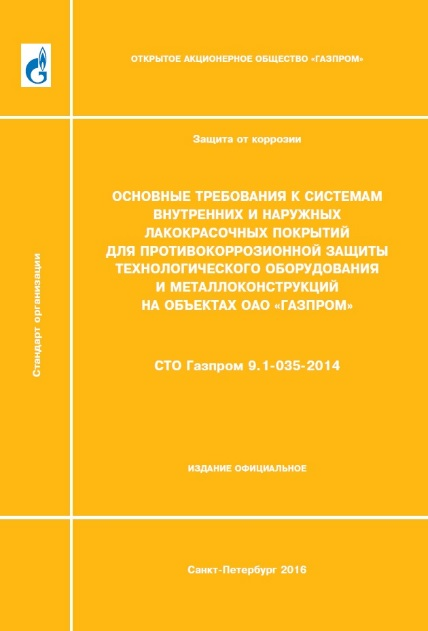 ОТКРЫТОЕ АКЦИОНЕРНОЕ ОБЩЕСТВО «ГАЗПРОМ»
Защита от коррозии
ОСНОВНЫЕ ТРЕБОВАНИЯ К СИСТЕМАМ
ВНУТРЕННИХ И НАРУЖНЫХ
ЛАКОКРАСОЧНЫХ ПОКРЫТИЙ
ДЛЯ ПРОТИВОКОРРОЗИОННОЙ ЗАЩИТЫ
ТЕХНОЛОГИЧЕСКОГО ОБОРУДОВАНИЯ
И МЕТАЛЛОКОНСТРУКЦИЙ
НА ОБЪЕКТАХ ОАО «ГАЗПРОМ»
Стандарт организации
СТО Газпром 9.1-035-2014
ИЗДАНИЕ ОФИЦИАЛЬНОЕ
Санкт-Петербург 2016